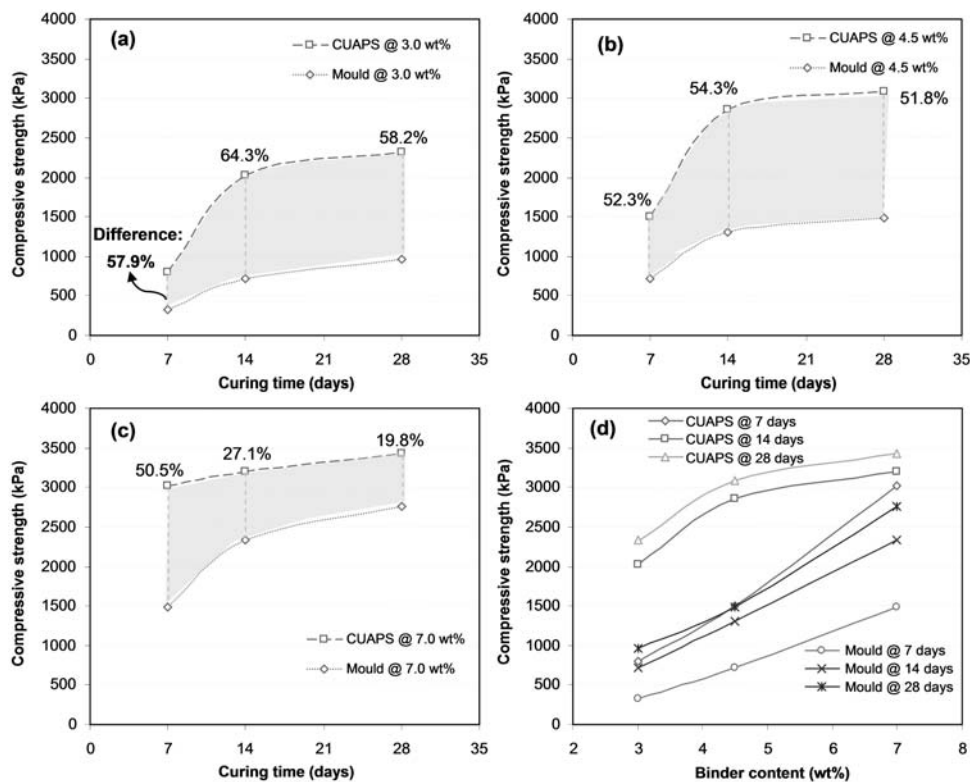 (a)
CUAPS @ 3.0 wt%
Mould @ 3.0 wt%
4000
3500
3000
2500
2000
1500
1000
500
0
Compressive strength (kPa)
64.3%
58.2%
Difference:
57.9%
0 7 14 21 28 35
Curing time (days)
(b)
CUAPS @ 4.5 wt%
Mould @ 4.5 wt%
4000
3500
3000
2500
2000
1500
1000
500
0
Compressive strength (kPa)
54.3%
51.8%
52.3%
0 7 14 21 28 35
Curing time (days)
(c)
4000
3500
3000
2500
2000
1500
1000
500
0
Compressive strength (kPa)
50.5%
27.1%
19.8%
CUAPS @ 7.0 wt%
Mould @ 7.0 wt%
0 7 14 21 28 35
Curing time (days)
(d)
CUAPS @ 7 days
CUAPS @ 14 days
CUAPS @ 28 days
4000
3500
3000
2500
2000
1500
1000
500
0
Compressive strength (kPa)
Mould @ 7 days
Mould @ 14 days
Mould @ 28 days
2 3 4 5 6 7 8
Binder content (wt%)